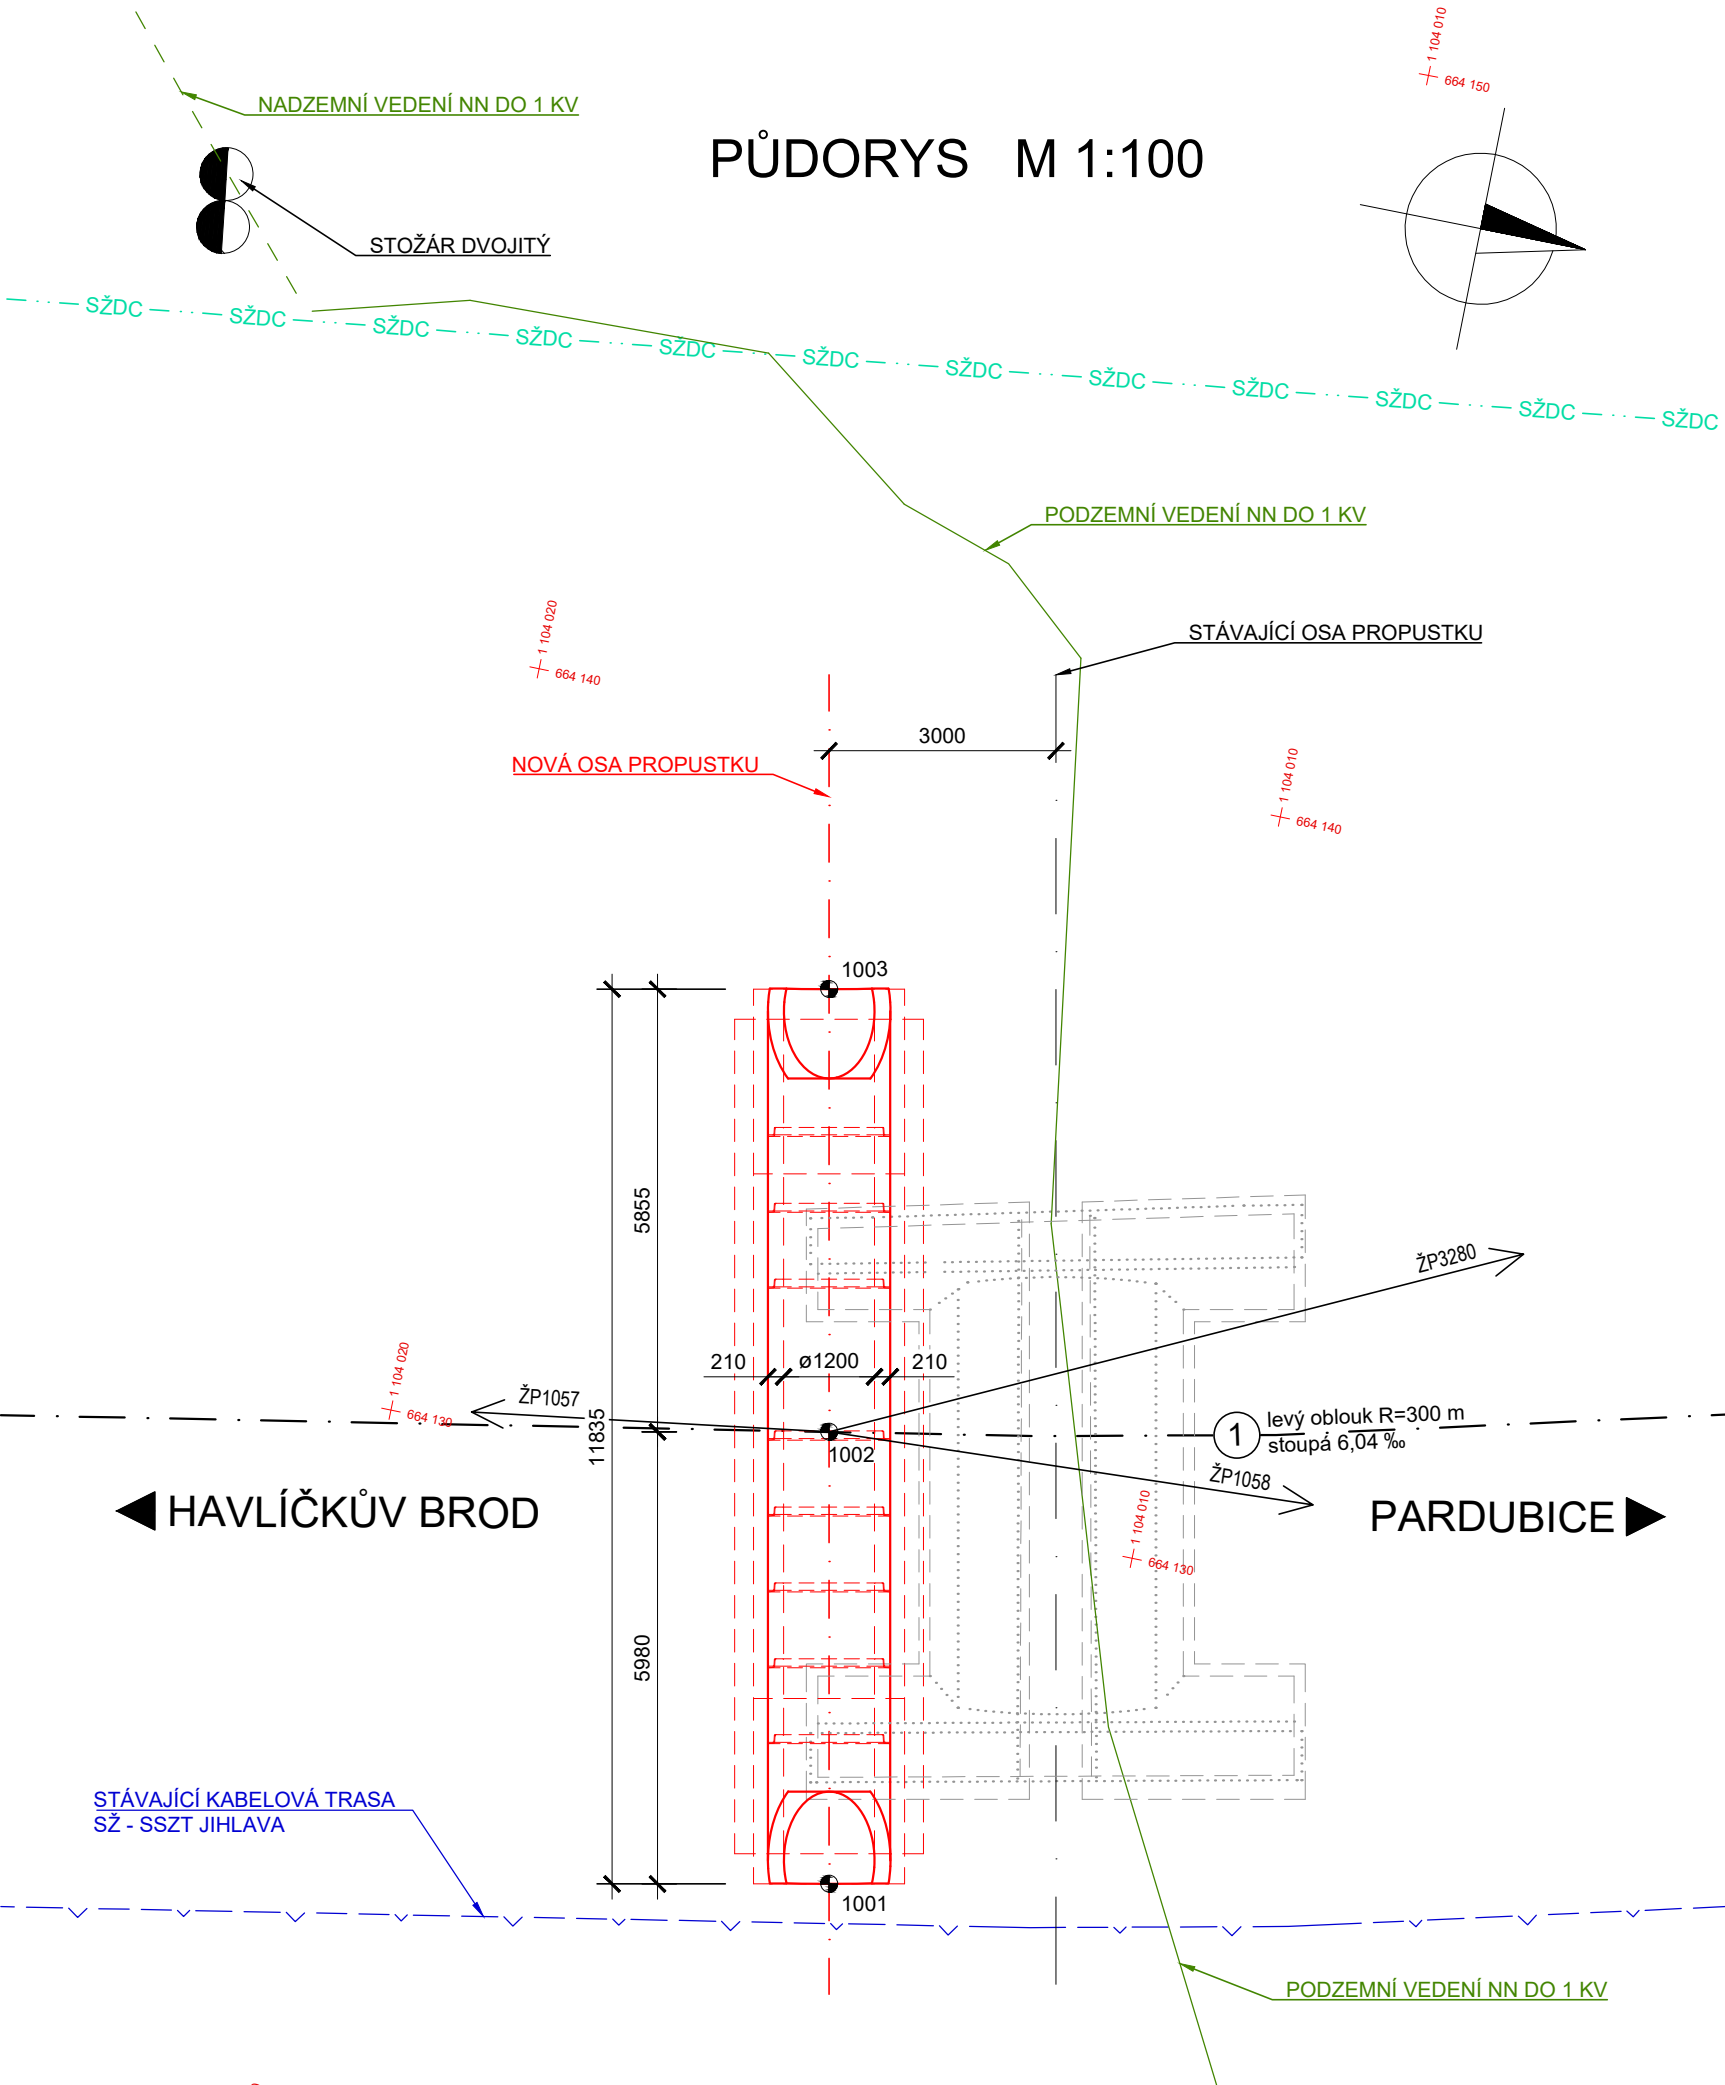 1 104 010
664 150
NADZEMNÍ VEDENÍ NN DO 1 KV
PŮDORYS M 1:100
STOŽÁR DVOJITÝ
SŽDC SŽDC SŽDC SŽDC SŽDC SŽDC SŽDC SŽDC SŽDC SŽDC SŽDC SŽDC
PODZEMNÍ VEDENÍ NN DO 1 KV
1 104 020
664 140
STÁVAJÍCÍ OSA PROPUSTKU
3000
NOVÁ OSA PROPUSTKU
1 104 010
664 140
1003
5855
ŽP3280
210 ø1200 210
1 104 020
664 130
ŽP1057
11835
1002
1 levý oblouk R=300 m
stoupá 6,04 ‰
ŽP1058
HAVLÍČKŮV BROD
PARDUBICE
1 104 010
664 130
5980
STÁVAJÍCÍ KABELOVÁ TRASA
SŽ - SSZT JIHLAVA
1001
PODZEMNÍ VEDENÍ NN DO 1 KV